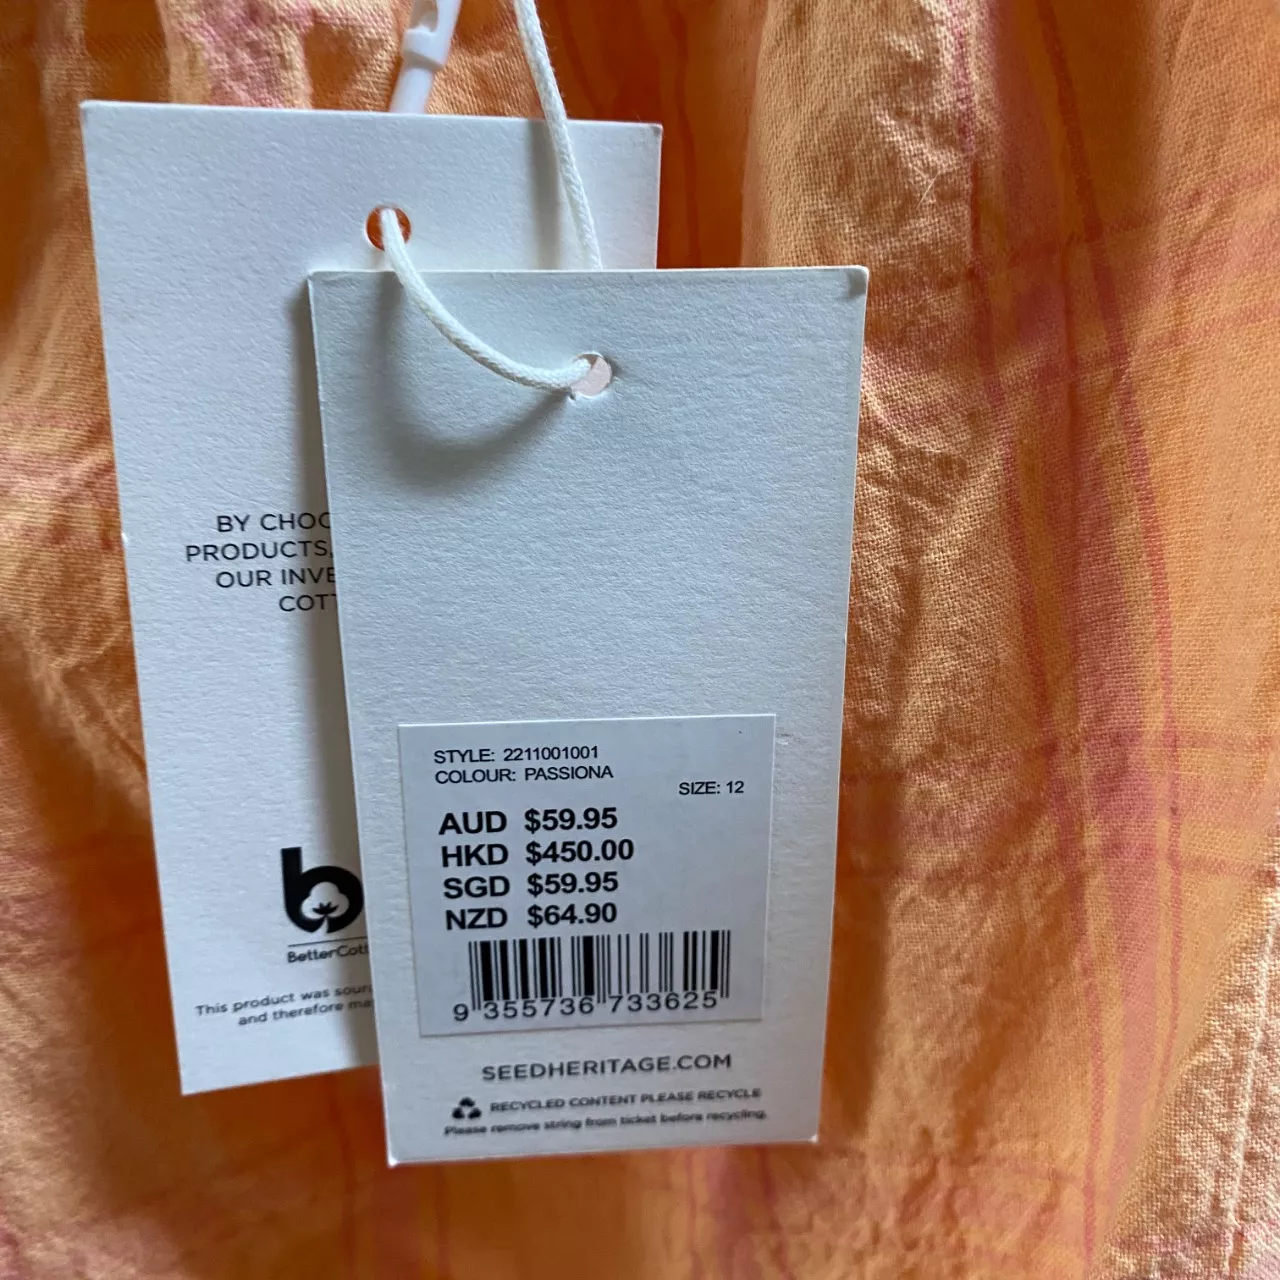 BY CHOO
PRODUCTS,
OUR INVE
COTT
b
BetterCott
This product was sour
and therefore ma
STYLE: 2211001001
COLOUR: PASSIONA
SIZE: 12
AUD $59.95
HKD $450.00
SGD $59.95
NZD $64.90
9 355736 733625
SEEDHERITAGE.COM
RECYCLED CONTENT PLEASE RECYCLE
Please remove string from ticket before recycling.